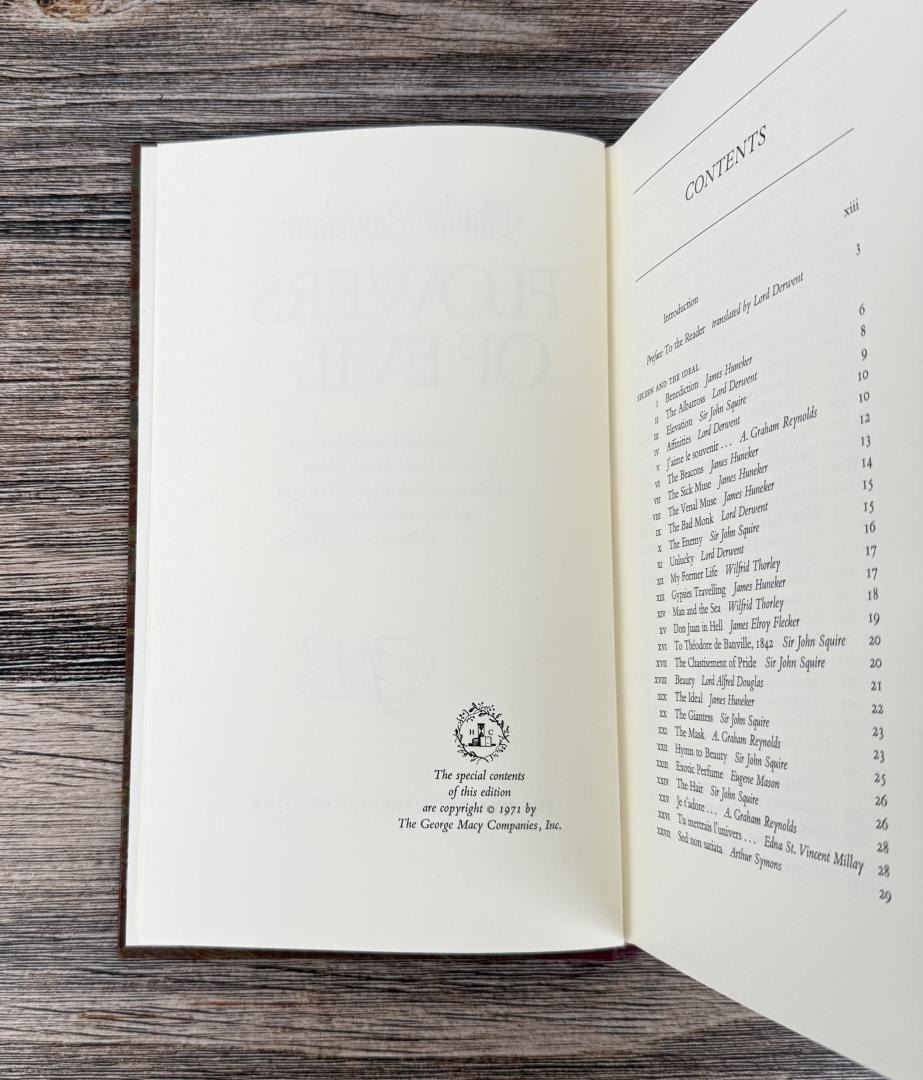 Charles Baudelaire
FLOWERS
OF EVIL
H C
The special contents
of this edition
are copyright © 1971 by
The George Macy Companies, Inc.
CONTENTS
Introduction xiii
Preface To the Reader translated by Lord Derwent 3
SPLEEN AND THE IDEAL
I Benediction James Huneker 6
II The Albatross Lord Derwent 8
III Elevation Sir John Squire 9
IV Affinities Lord Derwent 10
V J'aime le souvenir... A. Graham Reynolds 10
VI The Beacons James Huneker 12
VII The Sick Muse James Huneker 13
VIII The Venal Muse James Huneker 14
IX The Bad Monk Lord Derwent 15
X The Enemy Sir John Squire 15
XI Unlucky Lord Derwent 16
XII My Former Life Wilfrid Thorley 17
XIII Gypsies Travelling James Huneker 17
XIV Man and the Sea Wilfrid Thorley 18
XV Don Juan in Hell James Elroy Flecker 19
XVI To Théodore de Banville, 1842 Sir John Squire 20
XVII The Chastisement of Pride Sir John Squire 20
XVIII Beauty Lord Alfred Douglas 21
XIX The Ideal James Huneker 22
XX The Giantess Sir John Squire 23
XXI The Mask A. Graham Reynolds 23
XXII Hymn to Beauty Sir John Squire 25
XXIII Exotic Perfume Eugene Mason 26
XXIV The Hair Sir John Squire 26
XXV Je t'adore... A. Graham Reynolds 28
XXVI Tu mettrais l'univers... Edna St. Vincent Millay 28
XXVII Sed non satiata Arthur Symons 29